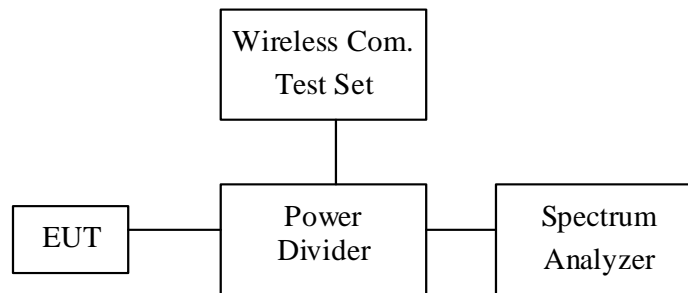 Wireless Com.
Test Set
EUT
Power
Divider
Spectrum
Analyzer